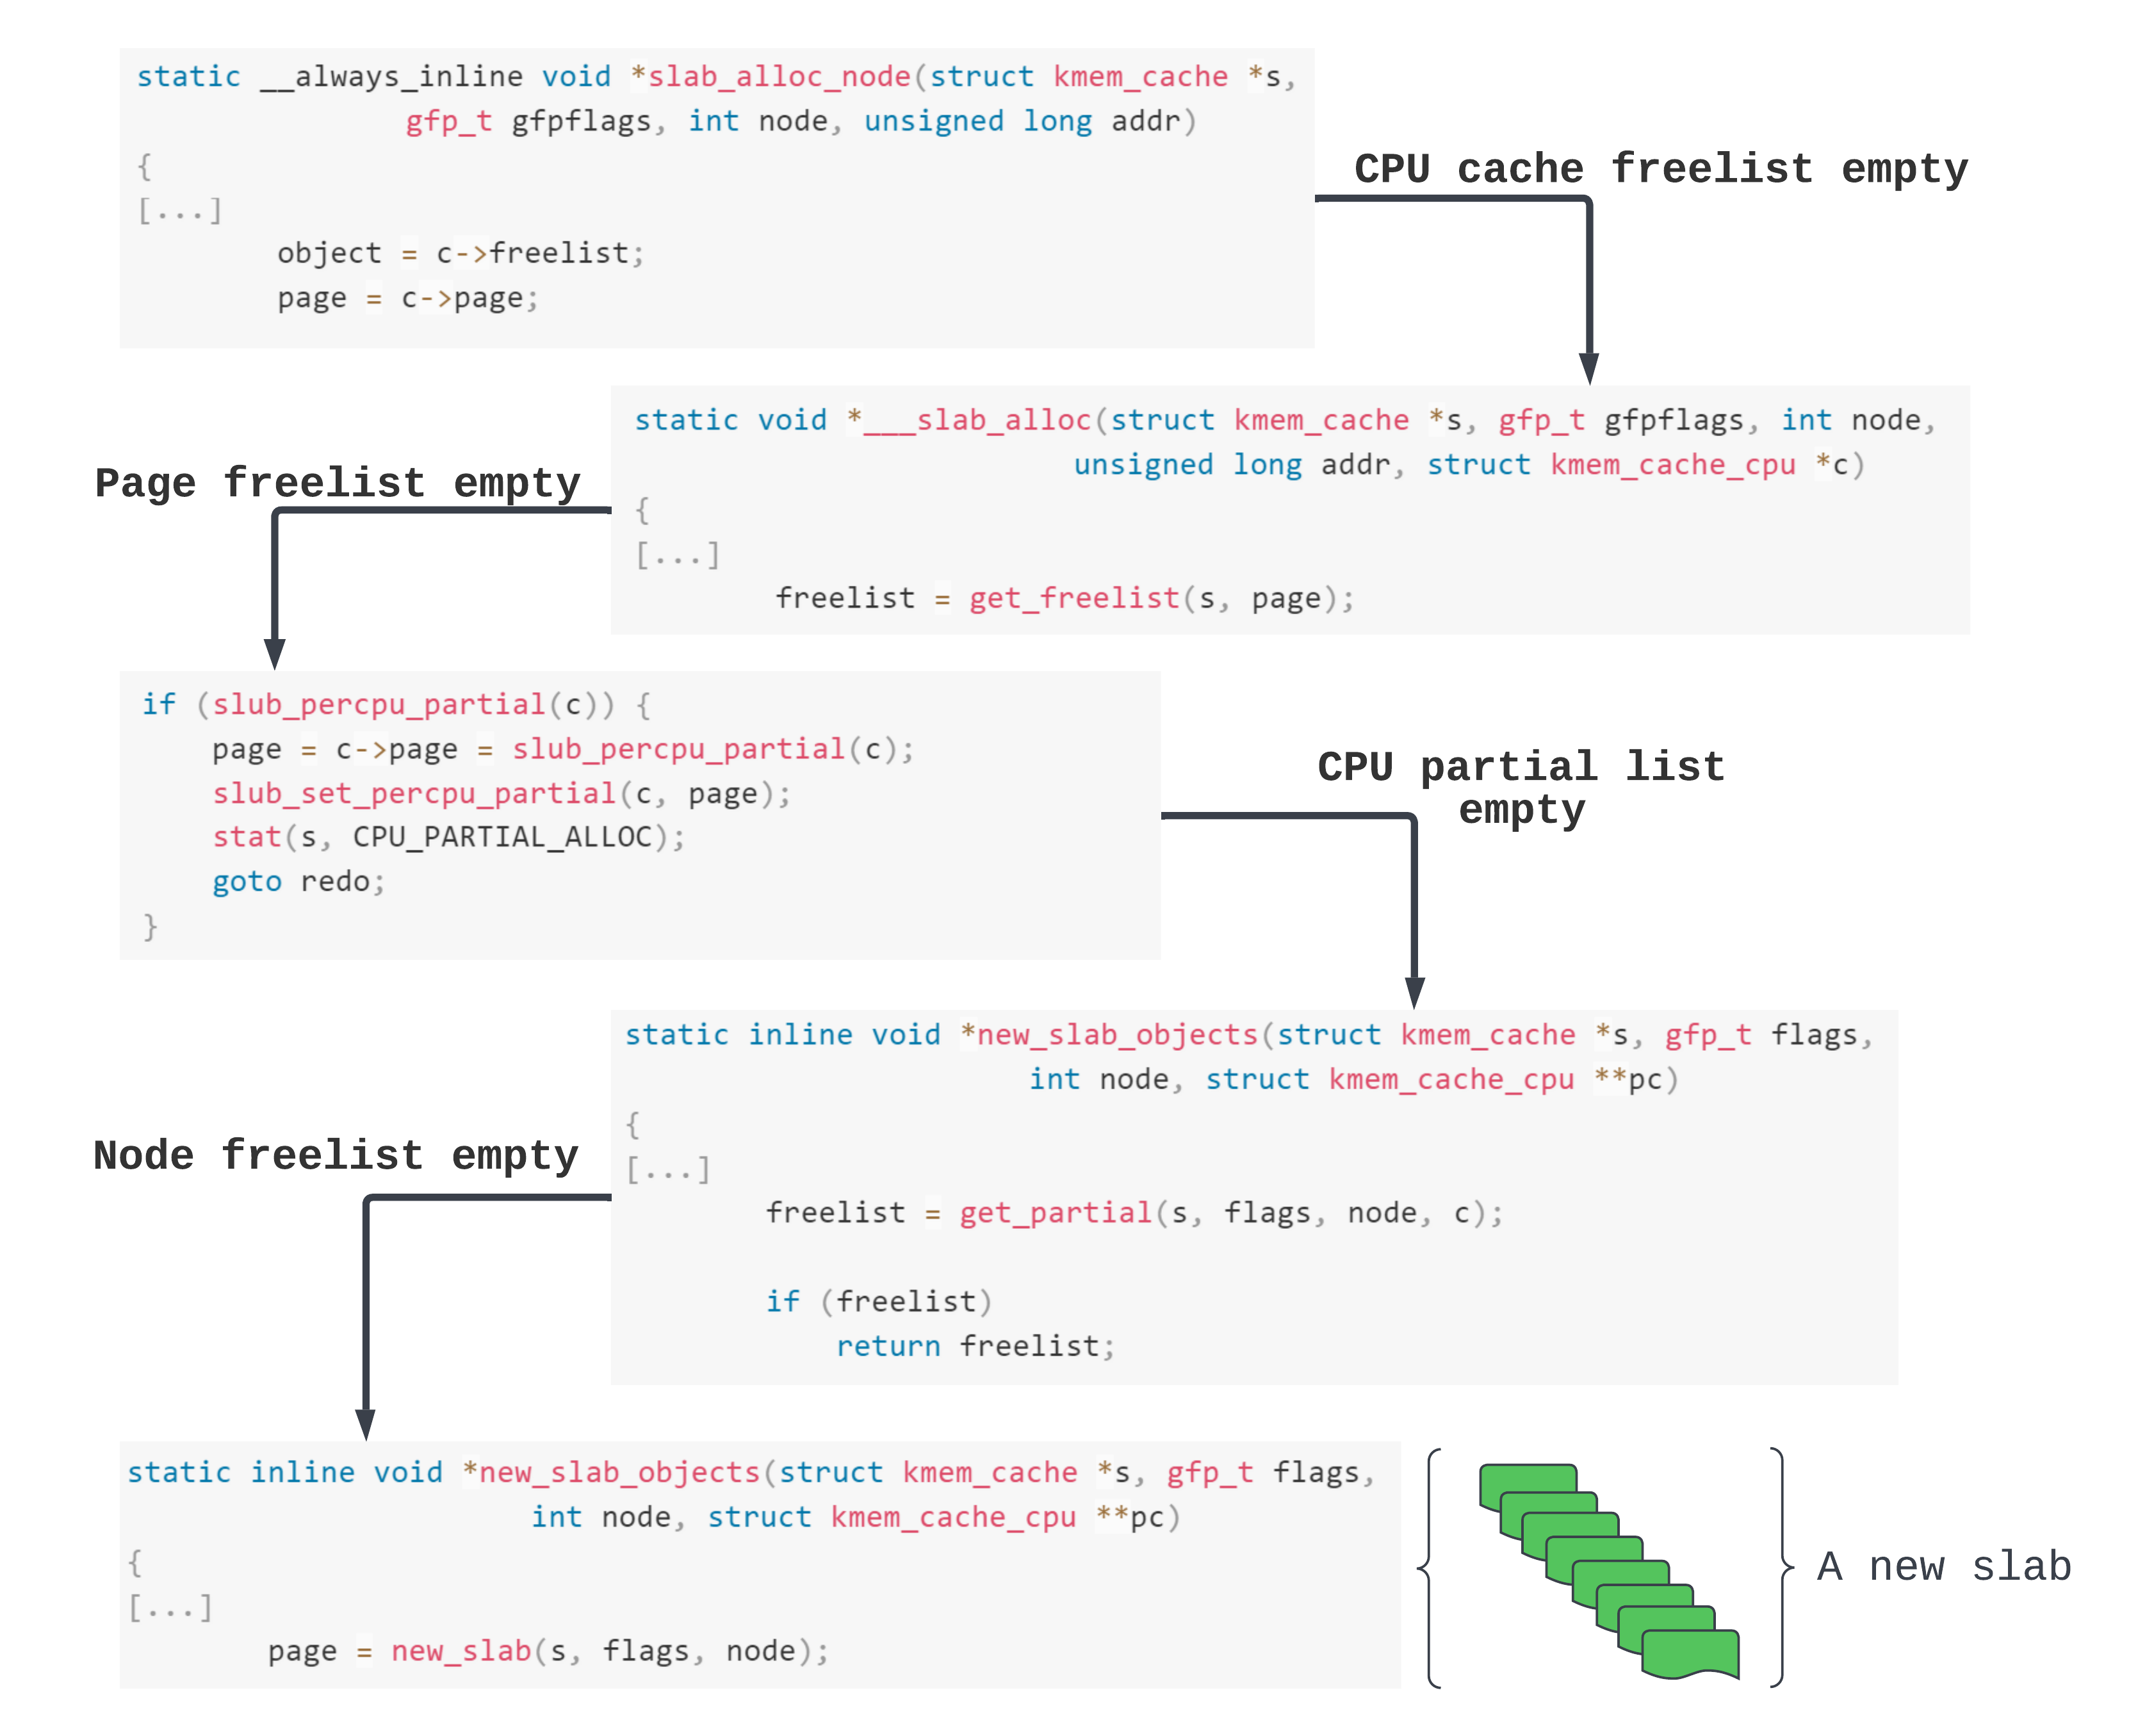 static __always_inline void *slab_alloc_node(struct kmem_cache *s,
gfp_t gfpflags, int node, unsigned long addr)
{
[...]
object = c->freelist;
page = c->page;
CPU cache freelist empty
static void *___slab_alloc(struct kmem_cache *s, gfp_t gfpflags, int node,
unsigned long addr, struct kmem_cache_cpu *c)
{
[...]
freelist = get_freelist(s, page);
Page freelist empty
if (slub_percpu_partial(c)) {
page = c->page = slub_percpu_partial(c);
slub_set_percpu_partial(c, page);
stat(s, CPU_PARTIAL_ALLOC);
goto redo;
}
CPU partial list
empty
static inline void *new_slab_objects(struct kmem_cache *s, gfp_t flags,
int node, struct kmem_cache_cpu **pc)
{
[...]
freelist = get_partial(s, flags, node, c);
if (freelist)
return freelist;
Node freelist empty
static inline void *new_slab_objects(struct kmem_cache *s, gfp_t flags,
int node, struct kmem_cache_cpu **pc)
{
[...]
page = new_slab(s, flags, node);
A new slab